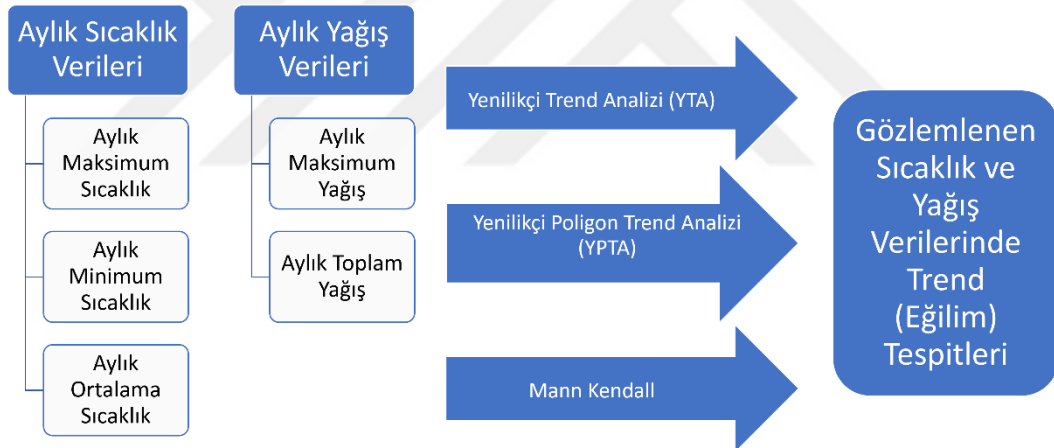 Aylık Sıcaklık
Verileri
Aylık
Maksimum
Sıcaklık
Aylık
Minimum
Sıcaklık
Aylık
Ortalama
Sıcaklık
Aylık Yağış
Verileri
Aylık
Maksimum
Yağış
Aylık Toplam
Yağış
Yenilikçi Trend Analizi (YTA)
Yenilikçi Poligon Trend Analizi
(YPTA)
Mann Kendall
Gözlemlenen
Sıcaklık ve
Yağış
Verilerinde
Trend
(Eğilim)
Tespitleri